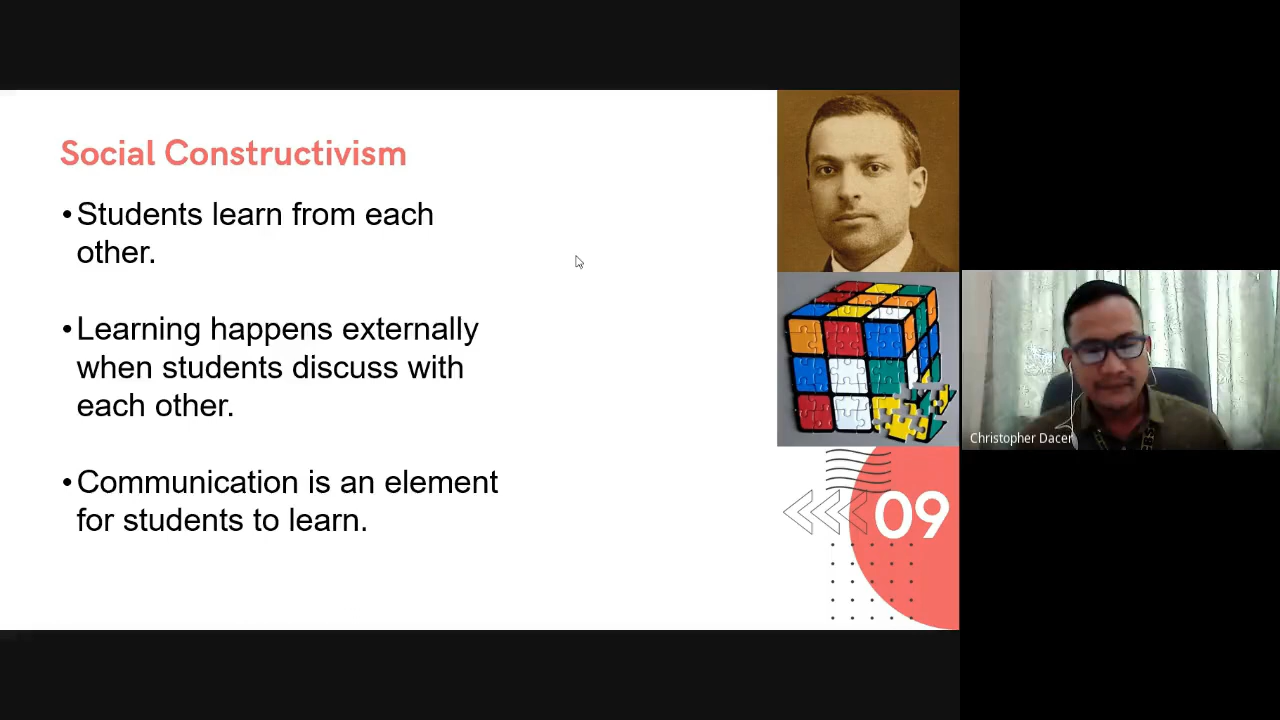 Social Constructivism
•Students learn from each
other.
•Learning happens externally
when students discuss with
each other.
•Communication is an element
for students to learn.
09
Christopher Dacer